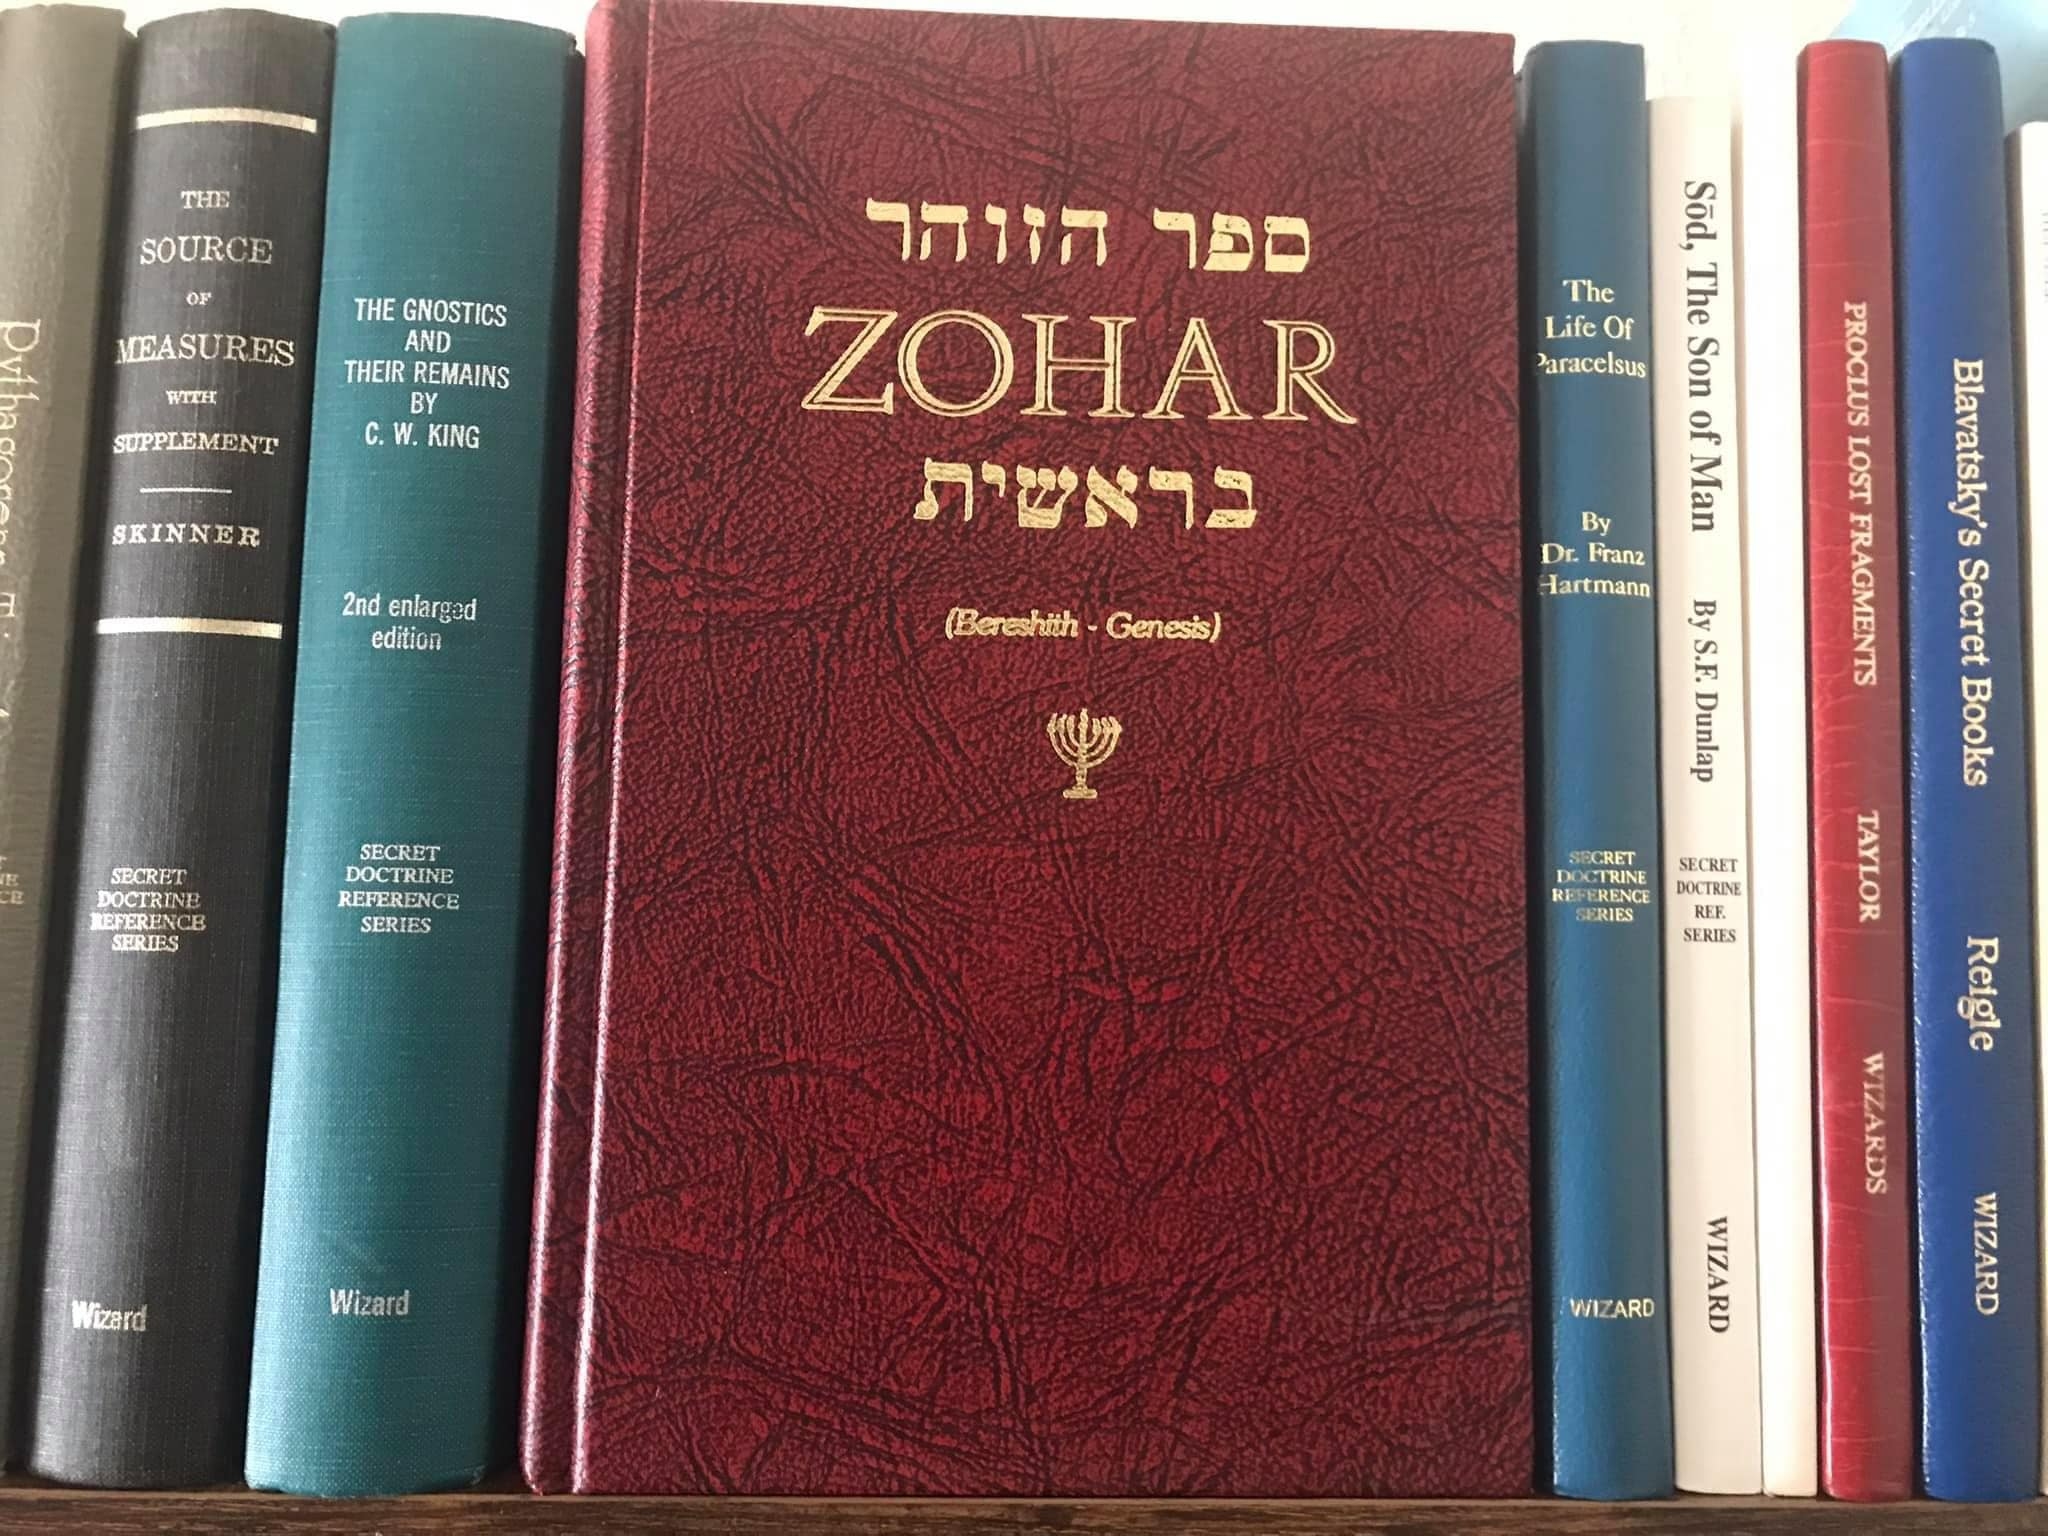 THE
SOURCE
OF
MEASURES
WITH
SUPPLEMENT
SKINNER
SECRET
DOCTRINE
REFERENCE
SERIES
Wizard
THE GNOSTICS
AND
THEIR REMAINS
BY
C. W. KING
2nd enlarged
edition
SECRET
DOCTRINE
REFERENCE
SERIES
Wizard
ספר הזוהר
ZOHAR
בראשית
(Bereshith - Genesis)
The
Life Of
Paracelsus
By
Dr. Franz
Hartmann
SECRET
DOCTRINE
REFERENCE
SERIES
WIZARD
Sōd, The Son of Man By S.F. Dunlap
SECRET
DOCTRINE
REF.
SERIES
WIZARD
PROCLUS LOST FRAGMENTS TAYLOR WIZARDS
Blavatsky's Secret Books Reigle WIZARD